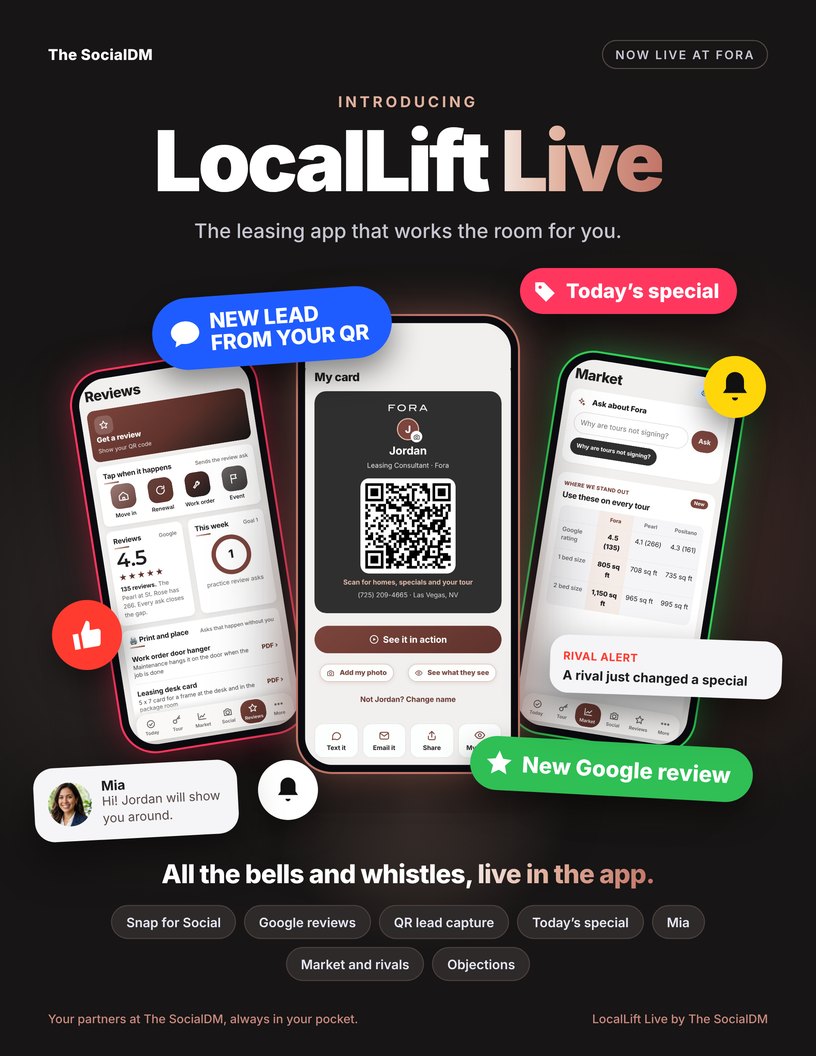 The SocialDM
NOW LIVE AT FORA
INTRODUCING
LocalLift Live
The leasing app that works the room for you.
Today's special
NEW LEAD
FROM YOUR QR
Reviews
Get a review
Show your QR code
Tap when it happens
Sends the review ask
Move in
Renewal
Work order
Event
Reviews
Google
4.5
★★★★★
135 reviews. The
Pearl at St. Rose has
266. Every ask closes
the gap.
This week
Goal 1
1
practice review asks
Print and place
Asks that happen without you
Work order door hanger
Maintenance hangs it on the door when the
job is done
PDF ›
Leasing desk card
5 x 7 card for a frame at the desk and in the
package room
PDF ›
Today
Tour
Market
Social
Reviews
More
My card
FORA
J
Jordan
Leasing Consultant · Fora
Scan for homes, specials and your tour
(725) 209-4665 · Las Vegas, NV
See it in action
Add my photo
See what they see
Not Jordan? Change name
Text it
Email it
Share
My
Market
Ask about Fora
Why are tours not signing?
Ask
Why are tours not signing?
WHERE WE STAND OUT
Use these on every tour
New
Fora
Pearl
Positano
Google
rating
4.5
(135)
4.1 (266)
4.3 (161)
1 bed size
805 sq
ft
708 sq ft
735 sq ft
2 bed size
1,150 sq
ft
965 sq ft
995 sq ft
RIVAL ALERT
A rival just changed a special
Today
Tour
Market
Social
Reviews
More
New Google review
Mia
Hi! Jordan will show
you around.
All the bells and whistles, live in the app.
Snap for Social
Google reviews
QR lead capture
Today's special
Mia
Market and rivals
Objections
Your partners at The SocialDM, always in your pocket.
LocalLift Live by The SocialDM